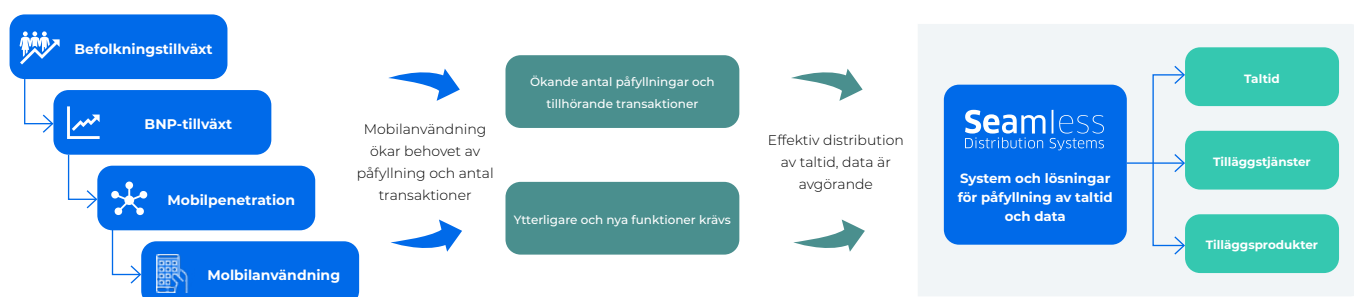 Befolkningstillväxt
BNP-tillväxt
Mobilpenetration
Molbilanvändning
Mobilanvändning
ökar behovet av
påfyllning och antal
transaktioner
Ökande antal påfyllningar och
tillhörande transaktioner
Ytterligare och nya funktioner krävs
Effektiv distribution
av taltid, data är
avgörande
Seamless
Distribution Systems
System och lösningar
för påfyllning av taltid
och data
Taltid
Tilläggstjänster
Tilläggsprodukter